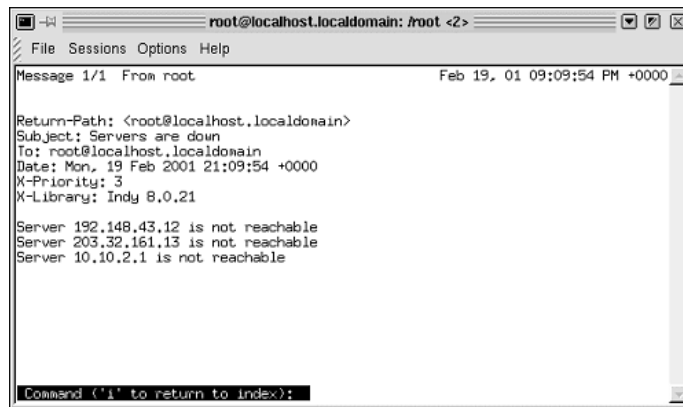 root@localhost.localdomain: /root <2>
File Sessions Options Help
Message 1/1 From root Feb 19, 01 09:09:54 PM +0000
Return-Path: <root@localhost.localdomain>
Subject: Servers are down
To: root@localhost.localdomain
Date: Mon, 19 Feb 2001 21:09:54 +0000
X-Priority: 3
X-Library: Indy 8.0.21
Server 192.148.43.12 is not reachable
Server 203.32.161.13 is not reachable
Server 10.10.2.1 is not reachable
Command ('i' to return to index):